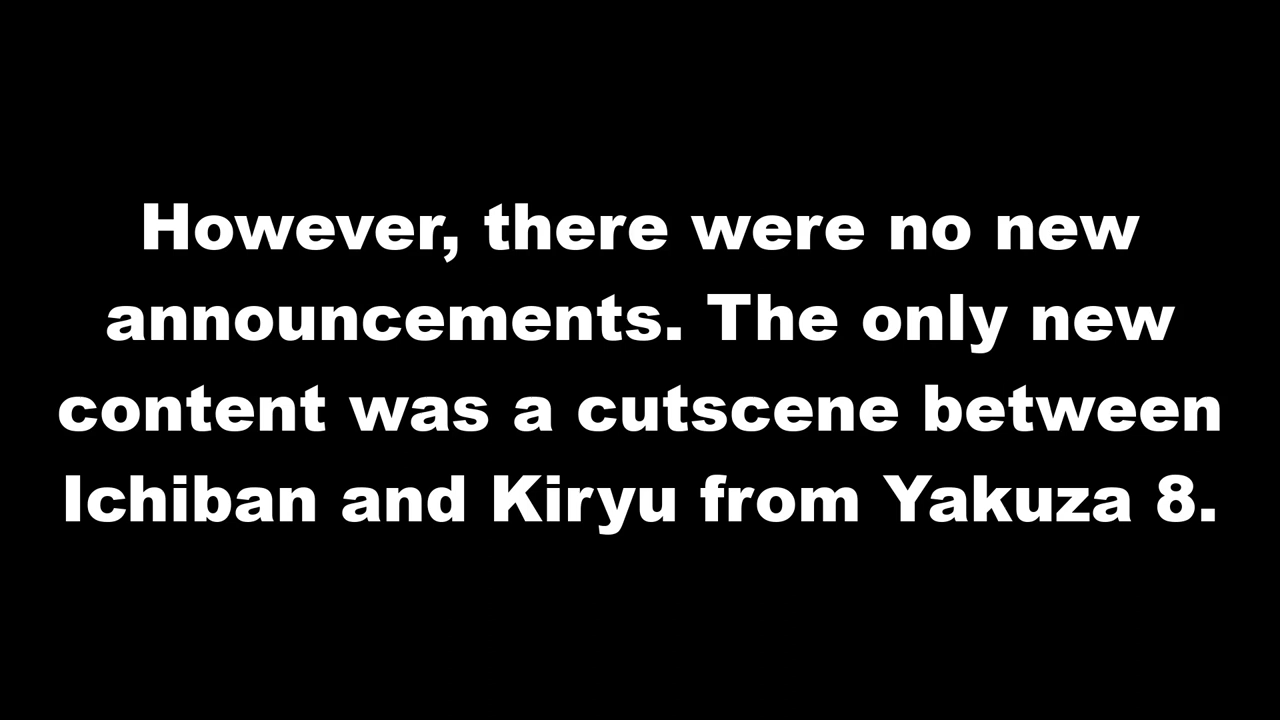 However, there were no new
announcements. The only new
content was a cutscene between
Ichiban and Kiryu from Yakuza 8.